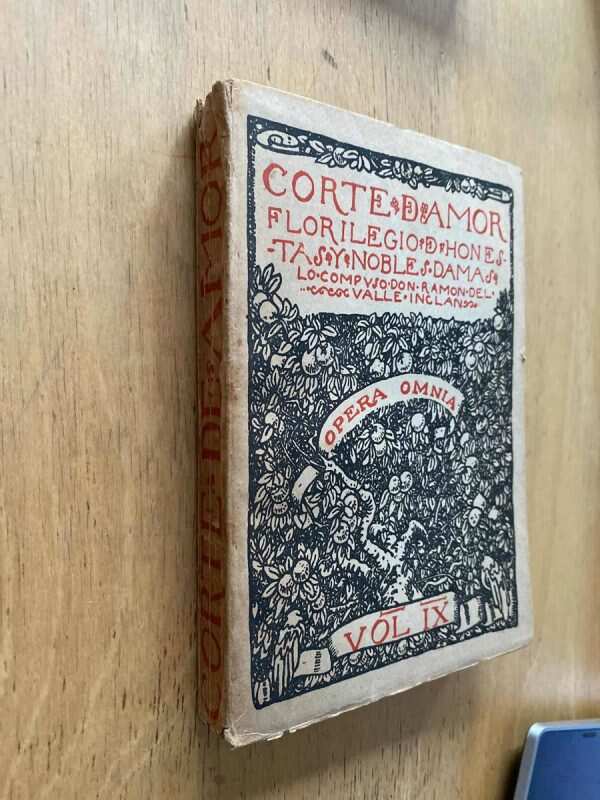 CORTE D AMOR
FLORILEGIO D HONES-
-TAS Y NOBLES DAMAS
LO COMPVSO DON RAMON DEL
VALLE INCLAN
OPERA OMNIA
VOL IX
CORTE DE AMOR